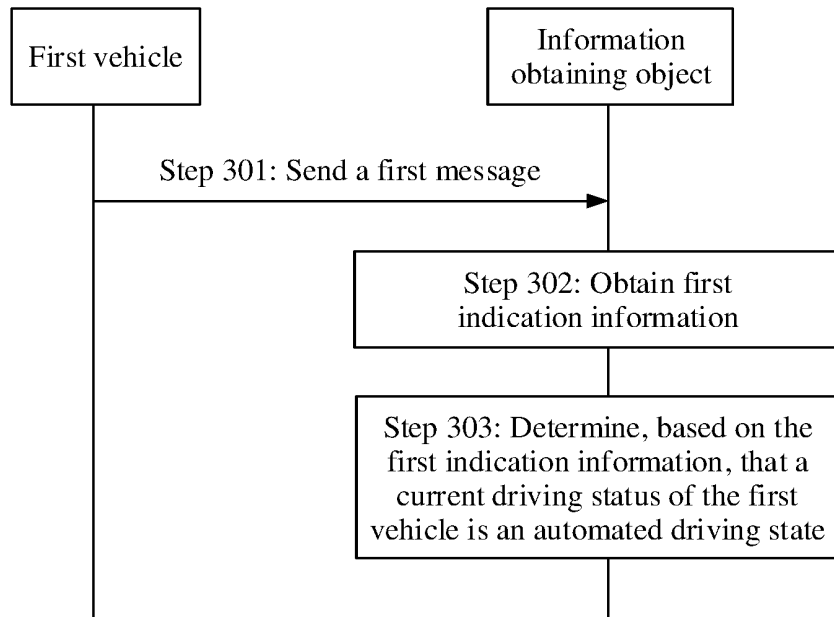 First vehicle
Information
obtaining object
Step 301: Send a first message
Step 302: Obtain first
indication information
Step 303: Determine, based on the
first indication information, that a
current driving status of the first
vehicle is an automated driving state